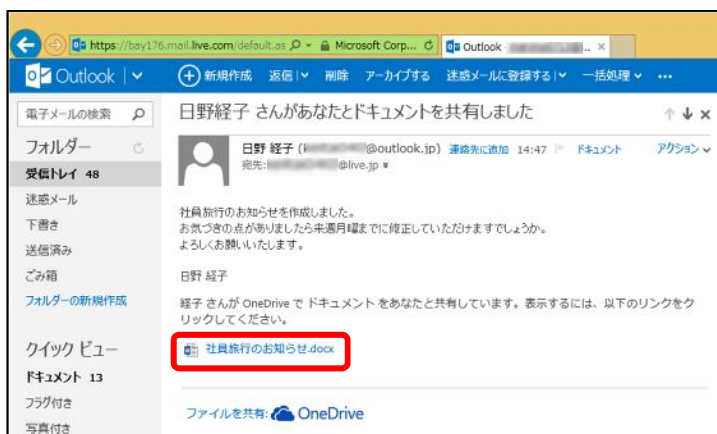 https://bay176.mail.live.com/default.as
Microsoft Corp...
Outlook
Outlook
新規作成 返信 削除 アーカイブする 迷惑メールに登録する 一括処理 ...
電子メールの検索
フォルダー
受信トレイ 48
迷惑メール
下書き
送信済み
ごみ箱
フォルダーの新規作成
クイック ビュー
ドキュメント 13
フラグ付き
写真付き
日野経子 さんがあなたとドキュメントを共有しました
日野 経子 ( @outlook.jp) 連絡先に追加 14:47 ドキュメント アクション
宛先: @live.jp
社員旅行のお知らせを作成しました。
お気づきの点がありましたら来週月曜までに修正していただけますでしょうか。
よろしくお願いいたします。
日野 経子
経子 さんが OneDrive で ドキュメント をあなたと共有しています。表示するには、以下のリンクをク
リックしてください。
社員旅行のお知らせ.docx
ファイルを共有: OneDrive